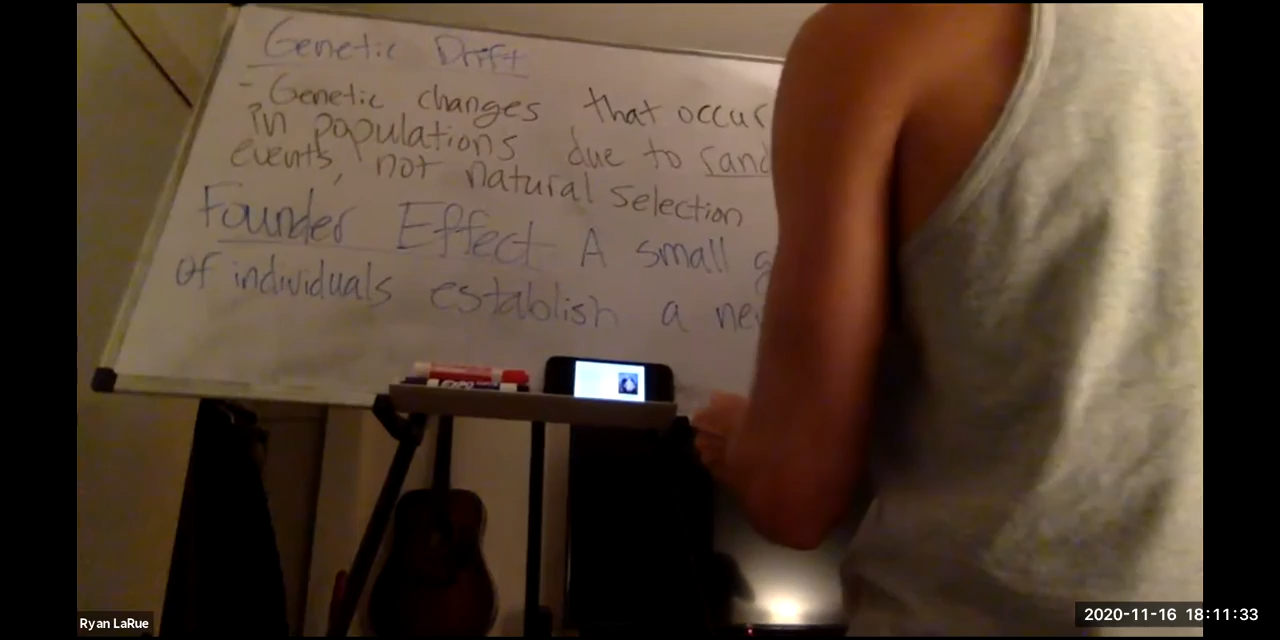 Genetic Drift
- Genetic changes that occur
in populations due to rand
events, not natural selection
Founder Effect A small g
of individuals establish a ne
EXPO
Ryan LaRue
2020-11-16 18:11:33